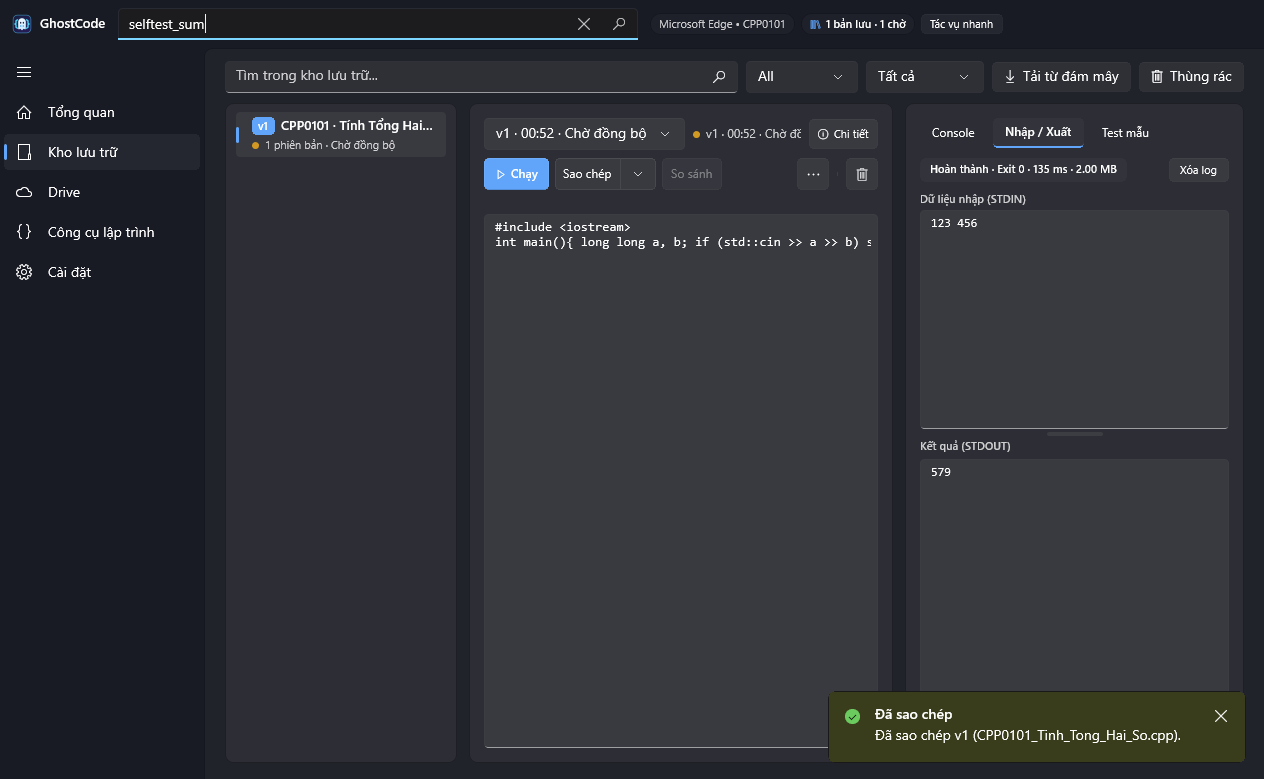 GhostCode
selftest_sum
Microsoft Edge • CPP0101
1 bản lưu · 1 chờ
Tác vụ nhanh
Tổng quan
Kho lưu trữ
Drive
Công cụ lập trình
Cài đặt
Tìm trong kho lưu trữ...
All
Tất cả
Tải từ đám mây
Thùng rác
v1 CPP0101 · Tính Tổng Hai...
1 phiên bản · Chờ đồng bộ
v1 · 00:52 · Chờ đồng bộ
v1 · 00:52 · Chờ
Chi tiết
Chạy
Sao chép
So sánh
#include <iostream>
int main(){ long long a, b; if (std::cin >> a >> b) s
Console
Nhập / Xuất
Test mẫu
Hoàn thành · Exit 0 · 135 ms · 2.00 MB
Xóa log
Dữ liệu nhập (STDIN)
123 456
Kết quả (STDOUT)
579
Đã sao chép
Đã sao chép v1 (CPP0101_Tinh_Tong_Hai_So.cpp).